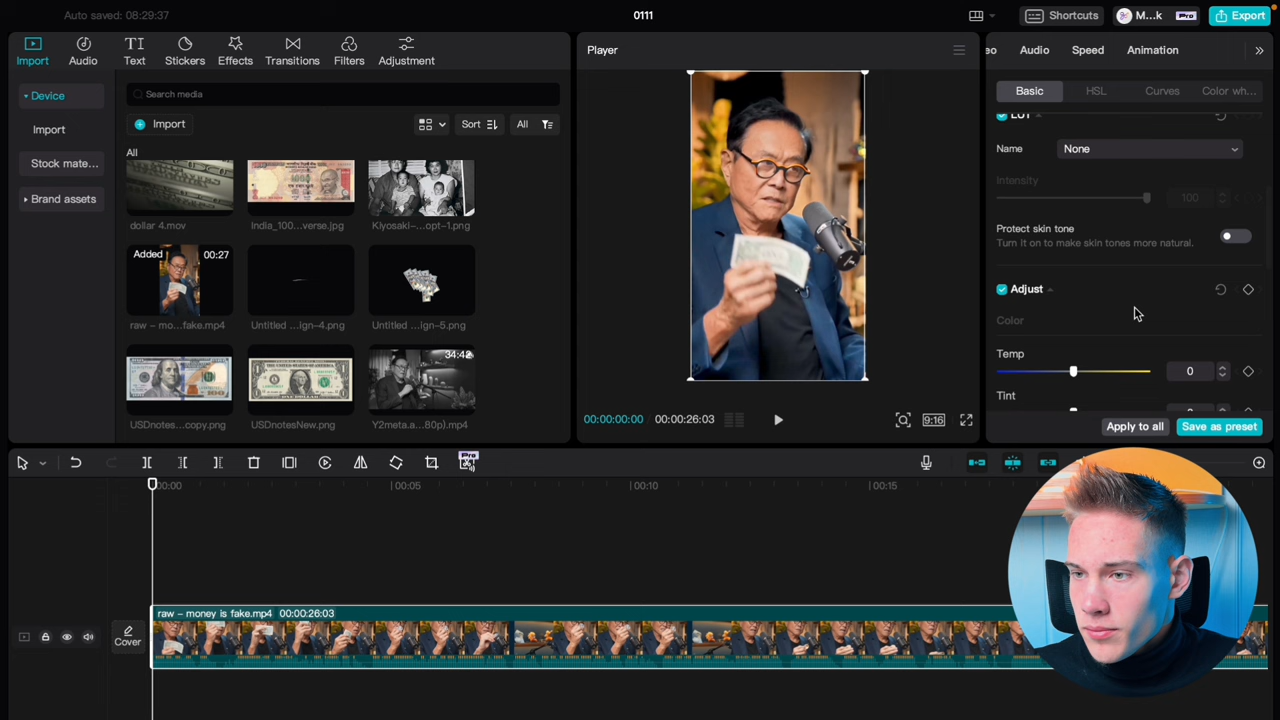 Auto saved: 08:29:37
0111
Shortcuts
M...k
Pro
Export
Import
Audio
Text
Stickers
Effects
Transitions
Filters
Adjustment
Device
Import
Stock mate...
Brand assets
Search media
Import
Sort
All
All
dollar 4.mov
India_100...verse.jpg
Kiyosaki-...opt-1.png
Added
00:27
raw - mo...fake.mp4
Untitled ...ign-4.png
Untitled ...ign-5.png
34:42
USDnotes...copy.png
USDnotesNew.png
Y2meta.a...80p).mp4
Player
00:00:00:00
00:00:26:03
9:16
eo
Audio
Speed
Animation
Basic
HSL
Curves
Color wh...
LUT
Name
None
Intensity
100
Protect skin tone
Turn it on to make skin tones more natural.
Adjust
Color
Temp
0
Tint
Apply to all
Save as preset
Pro
00:00
00:05
00:10
00:15
raw - money is fake.mp4 00:00:26:03
Cover